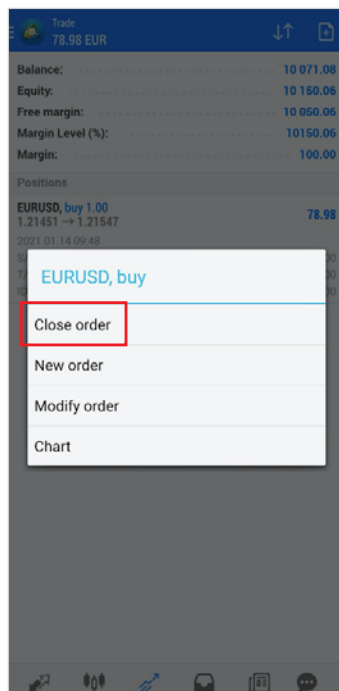 Trade
78.98 EUR
Balance: 10 071.08
Equity: 10 150.06
Free margin: 10 050.06
Margin Level (%): 10150.06
Margin: 100.00
Positions
EURUSD, buy 1.00
1.21451 → 1.21547 78.98
2021.01.14 09:48
EURUSD, buy
Close order
New order
Modify order
Chart